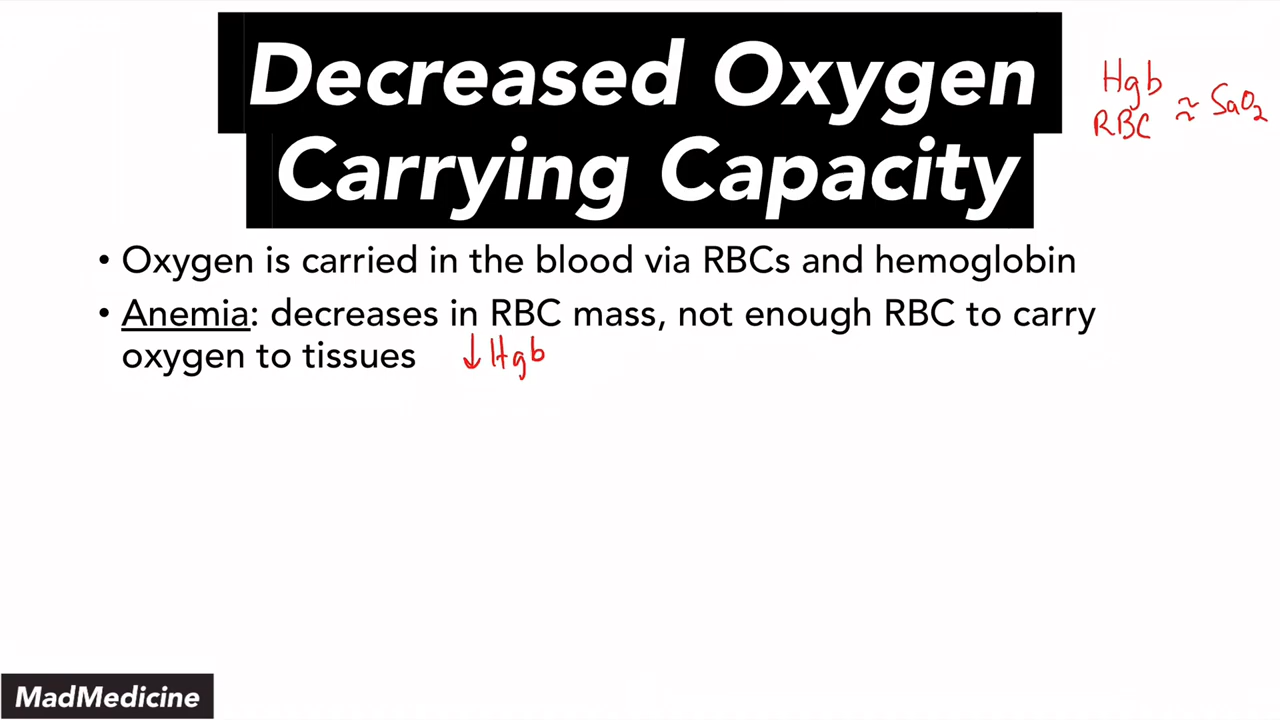 Decreased Oxygen
Carrying Capacity
Hgb
RBC ≈ SaO₂
• Oxygen is carried in the blood via RBCs and hemoglobin
• Anemia: decreases in RBC mass, not enough RBC to carry
oxygen to tissues ↓ Hgb
MadMedicine